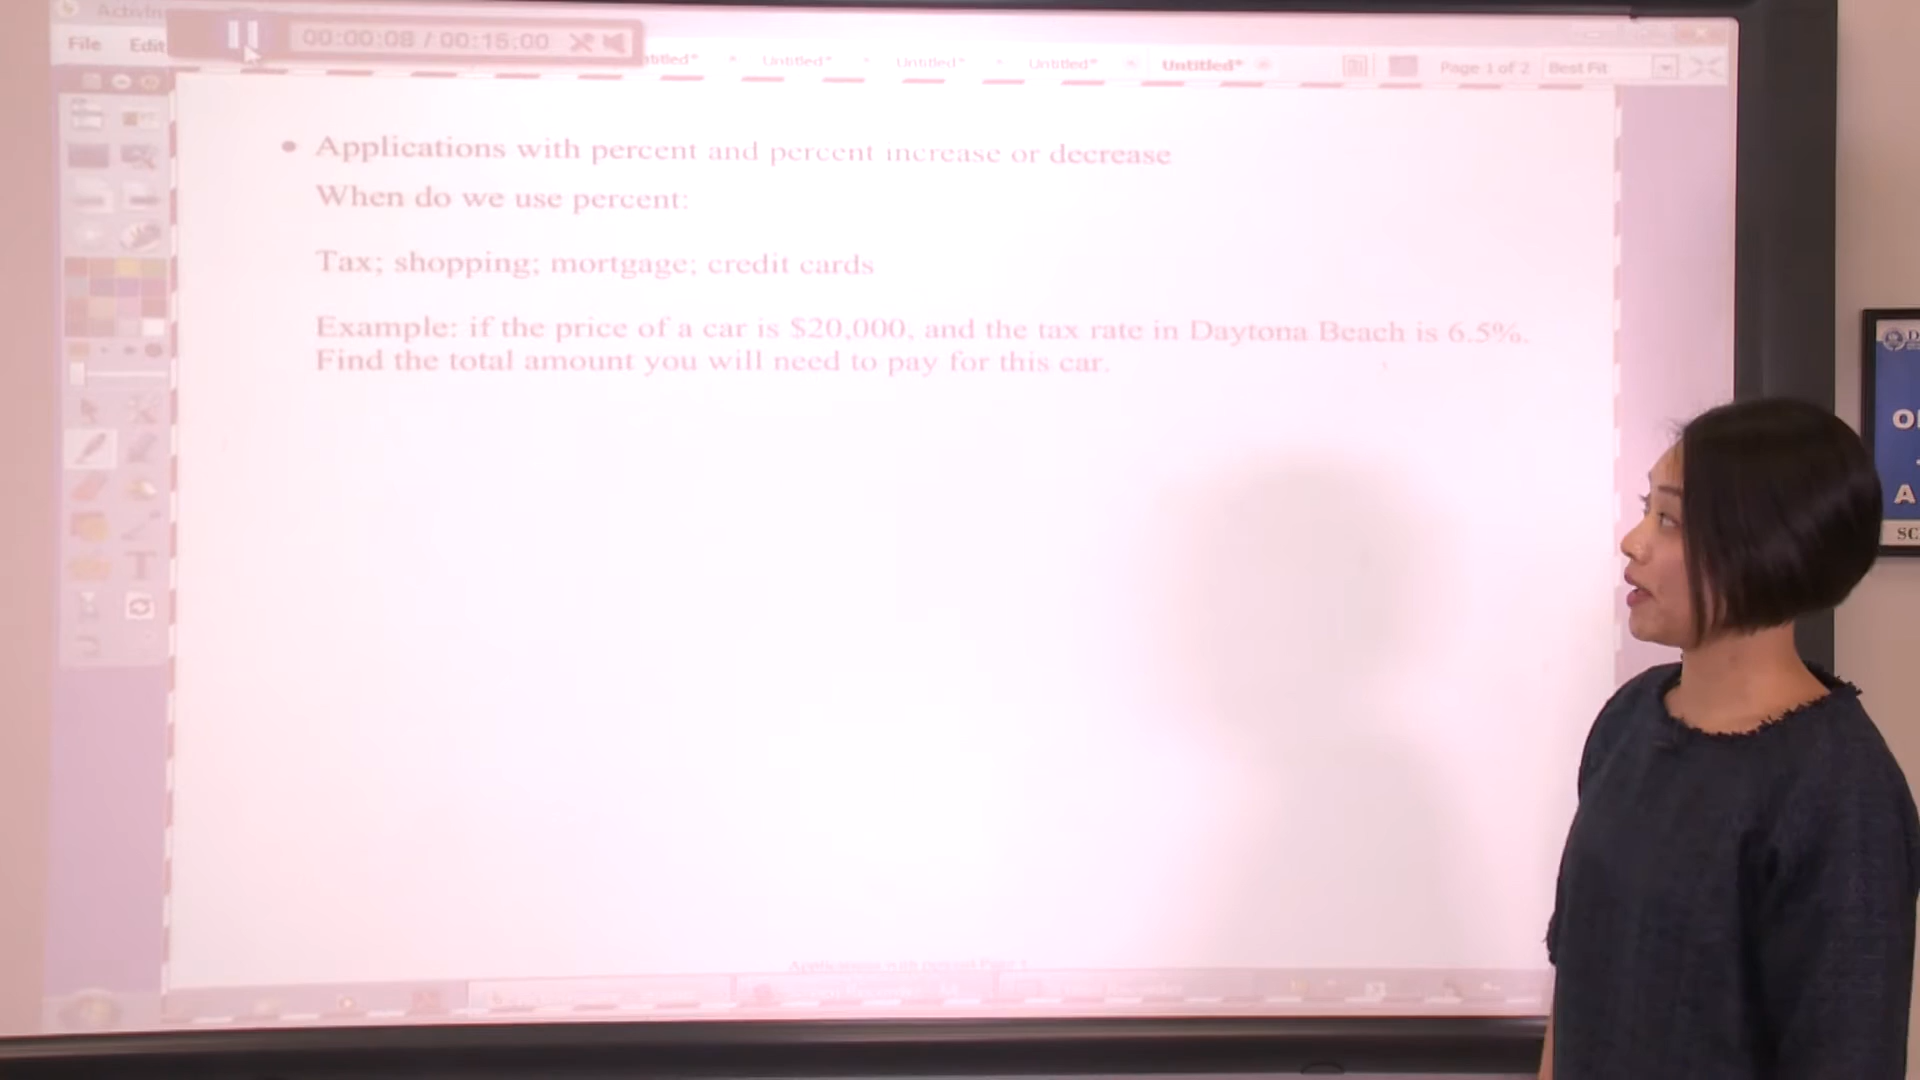 File Edit
00:00:08 / 00:15:00
Untitled* Untitled* Untitled* Untitled*
Page 1 of 2 Best Fit
• Applications with percent and percent increase or decrease
When do we use percent:
Tax; shopping; mortgage; credit cards
Example: if the price of a car is $20,000, and the tax rate in Daytona Beach is 6.5%.
Find the total amount you will need to pay for this car.
T
A
SC